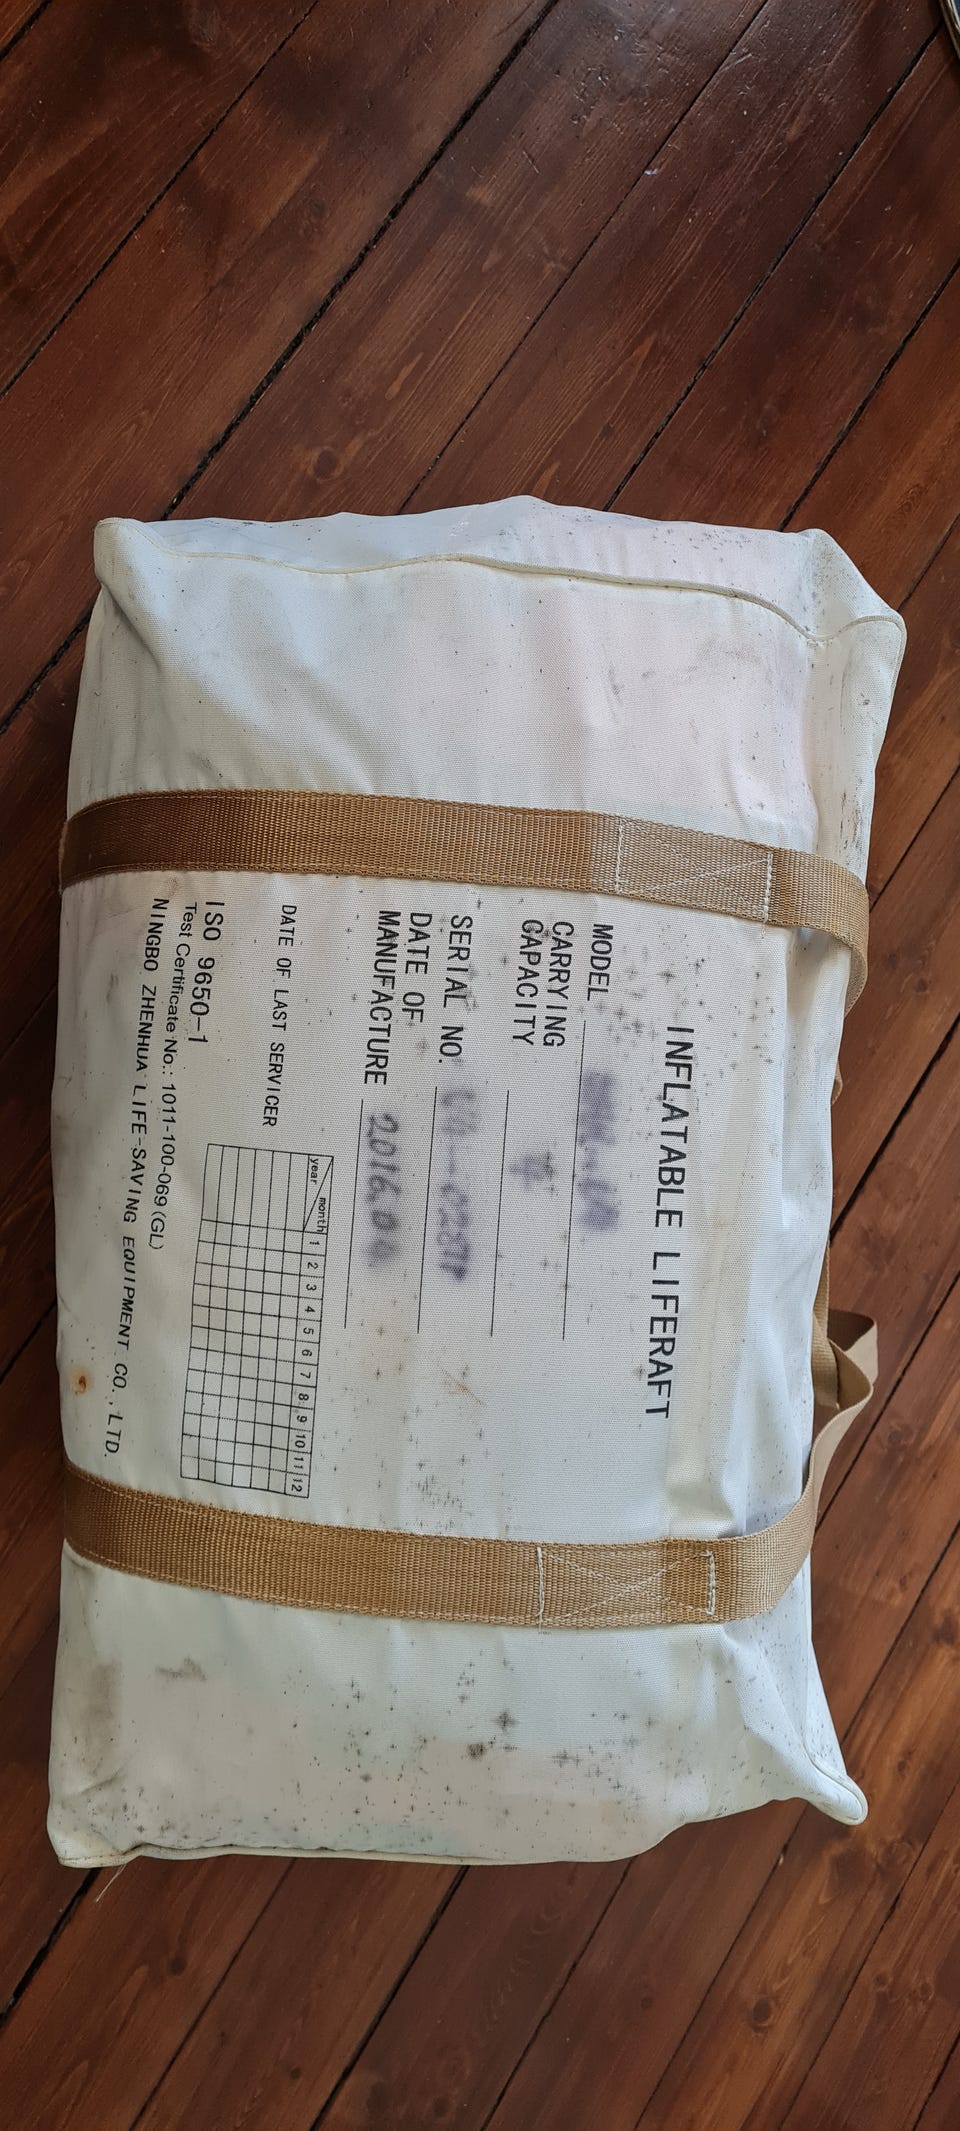 INFLATABLE LIFERAFT
MODEL
CARRYING
CAPACITY
SERIAL NO.
DATE OF
MANUFACTURE 2016.
DATE OF LAST SERVICER
year month 1 2 3 4 5 6 7 8 9 10 11 12
ISO 9650-1
Test Certificate No.: 1011-100-069(GL)
NINGBO ZHENHUA LIFE-SAVING EQUIPMENT CO., LTD.